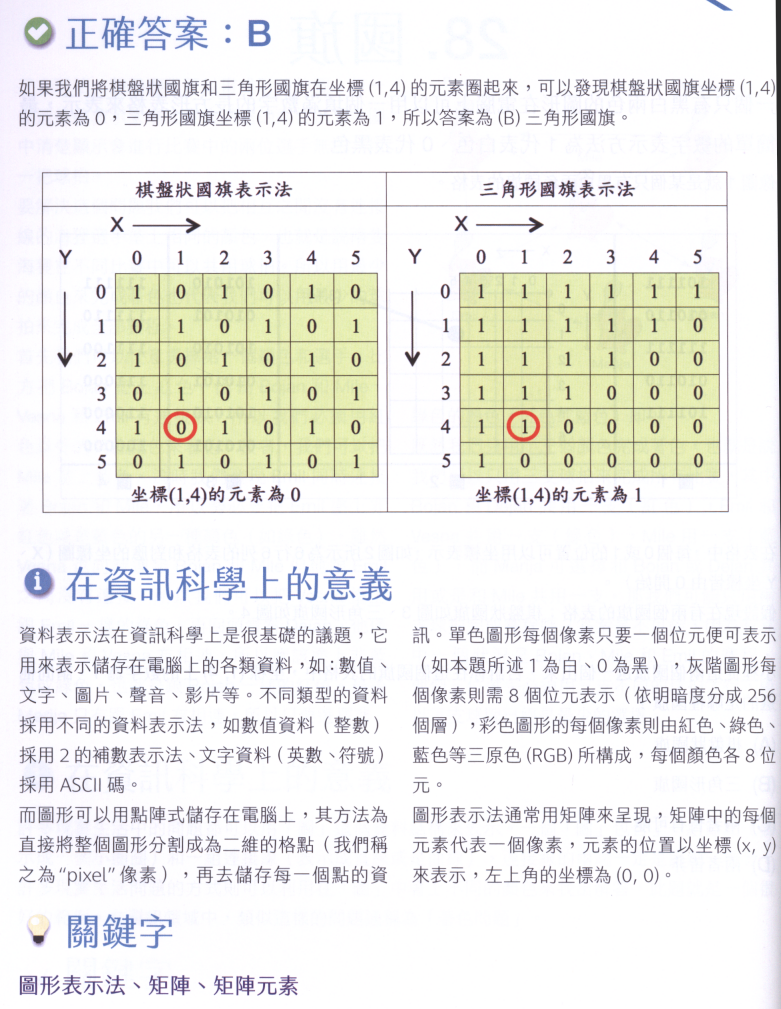 正確答案：B
如果我們將棋盤狀國旗和三角形國旗在坐標 (1,4) 的元素圈起來，可以發現棋盤狀國旗坐標 (1,4)
的元素為 0，三角形國旗坐標 (1,4) 的元素為 1，所以答案為 (B) 三角形國旗。
棋盤狀國旗表示法
X
Y 0 1 2 3 4 5
0 1 0 1 0 1 0
1 0 1 0 1 0 1
2 1 0 1 0 1 0
3 0 1 0 1 0 1
4 1 0 1 0 1 0
5 0 1 0 1 0 1
坐標(1,4)的元素為 0
三角形國旗表示法
X
Y 0 1 2 3 4 5
0 1 1 1 1 1 1
1 1 1 1 1 1 0
2 1 1 1 1 0 0
3 1 1 1 0 0 0
4 1 1 0 0 0 0
5 1 0 0 0 0 0
坐標(1,4)的元素為 1
在資訊科學上的意義
資料表示法在資訊科學上是很基礎的議題，它
用來表示儲存在電腦上的各類資料，如：數值、
文字、圖片、聲音、影片等。不同類型的資料
採用不同的資料表示法，如數值資料（整數）
採用 2 的補數表示法、文字資料（英數、符號）
採用 ASCII 碼。
而圖形可以用點陣式儲存在電腦上，其方法為
直接將整個圖形分割成為二維的格點（我們稱
之為 “pixel” 像素），再去儲存每一個點的資
訊。單色圖形每個像素只要一個位元便可表示
（如本題所述 1 為白、0 為黑），灰階圖形每
個像素則需 8 個位元表示（依明暗度分成 256
個層），彩色圖形的每個像素則由紅色、綠色、
藍色等三原色 (RGB) 所構成，每個顏色各 8 位
元。
圖形表示法通常用矩陣來呈現，矩陣中的每個
元素代表一個像素，元素的位置以坐標 (x, y)
來表示，左上角的坐標為 (0, 0)。
關鍵字
圖形表示法、矩陣、矩陣元素